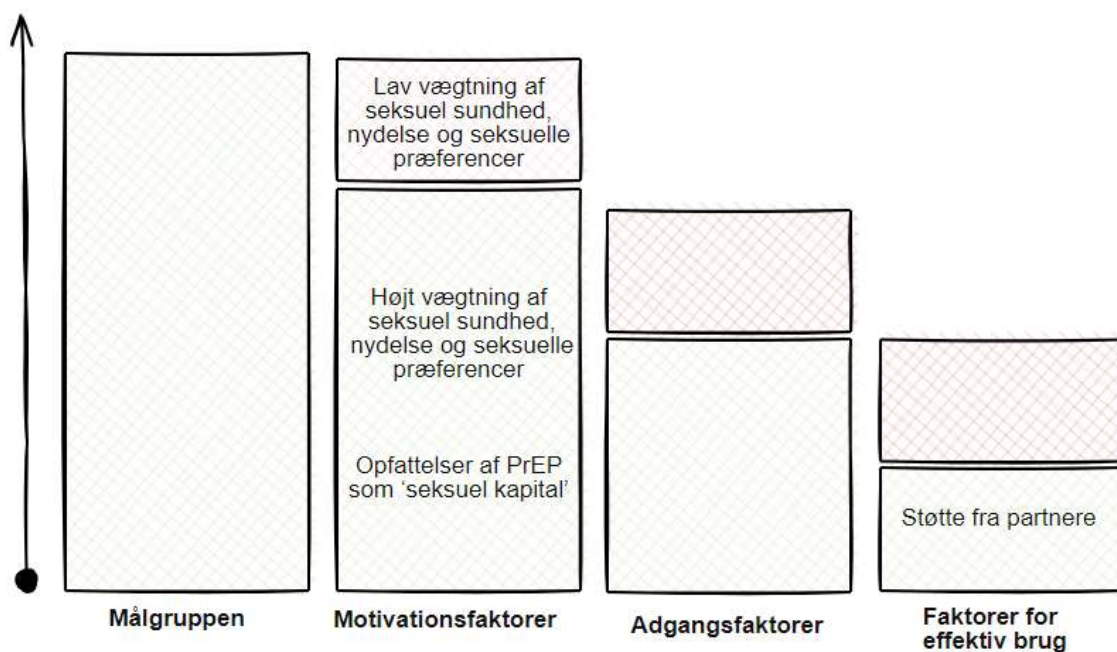 Lav vægtning af
seksuel sundhed,
nydelse og seksuelle
præferencer
Højt vægtning af
seksuel sundhed,
nydelse og seksuelle
præferencer
Opfattelser af PrEP
som ‘seksuel kapital’
Støtte fra partnere
Målgruppen
Motivationsfaktorer
Adgangsfaktorer
Faktorer for
effektiv brug